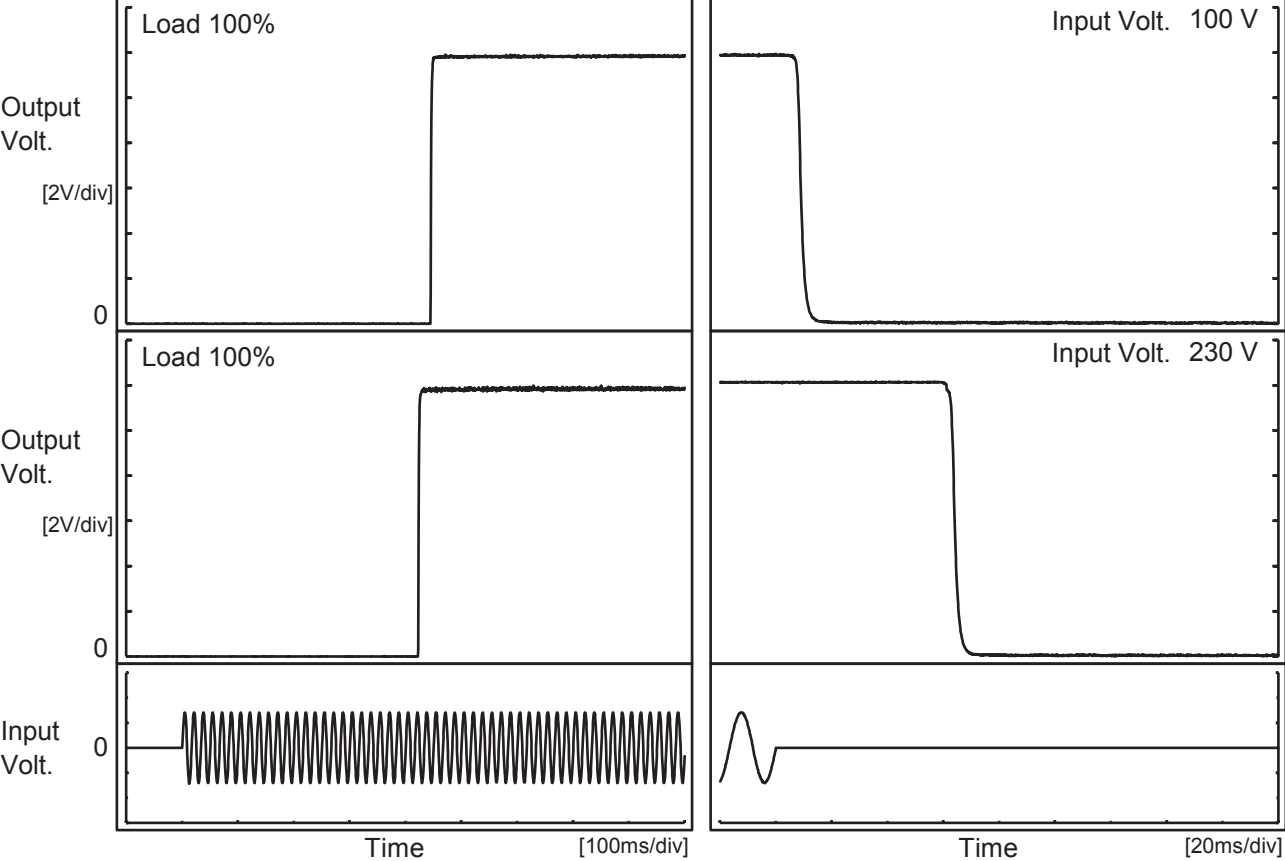 Load 100%
Input Volt. 100 V
Output
Volt.
[2V/div]
0
Load 100%
Input Volt. 230 V
Output
Volt.
[2V/div]
0
Input
Volt.
0
Time
[100ms/div]
Time
[20ms/div]